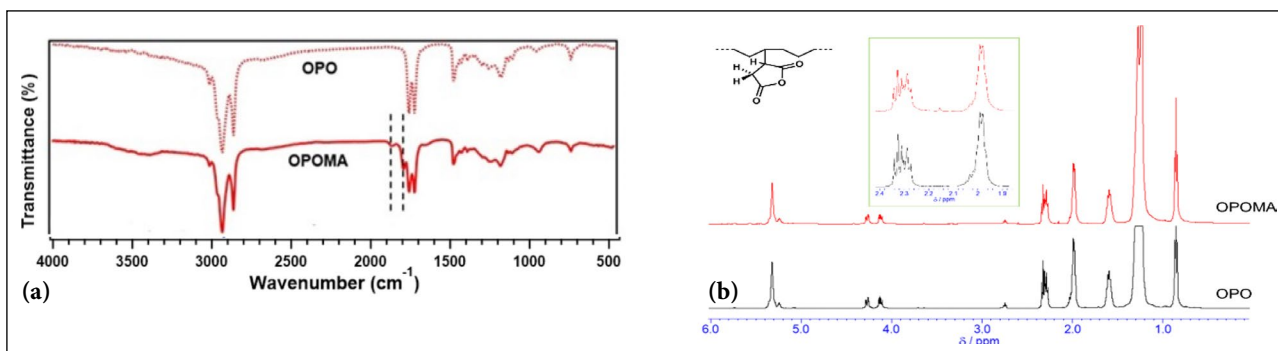 Transmittance (%)
OPO
OPOMA
4000 3500 3000 2500 2000 1500 1000 500
Wavenumber (cm⁻¹)
(a)
H
H
H
O
O
O
2.4 2.3 2.2 2.1 2 1.9 1.8
δ / ppm
OPOMA
OPO
6.0 5.0 4.0 3.0 2.0 1.0
δ / ppm
(b)